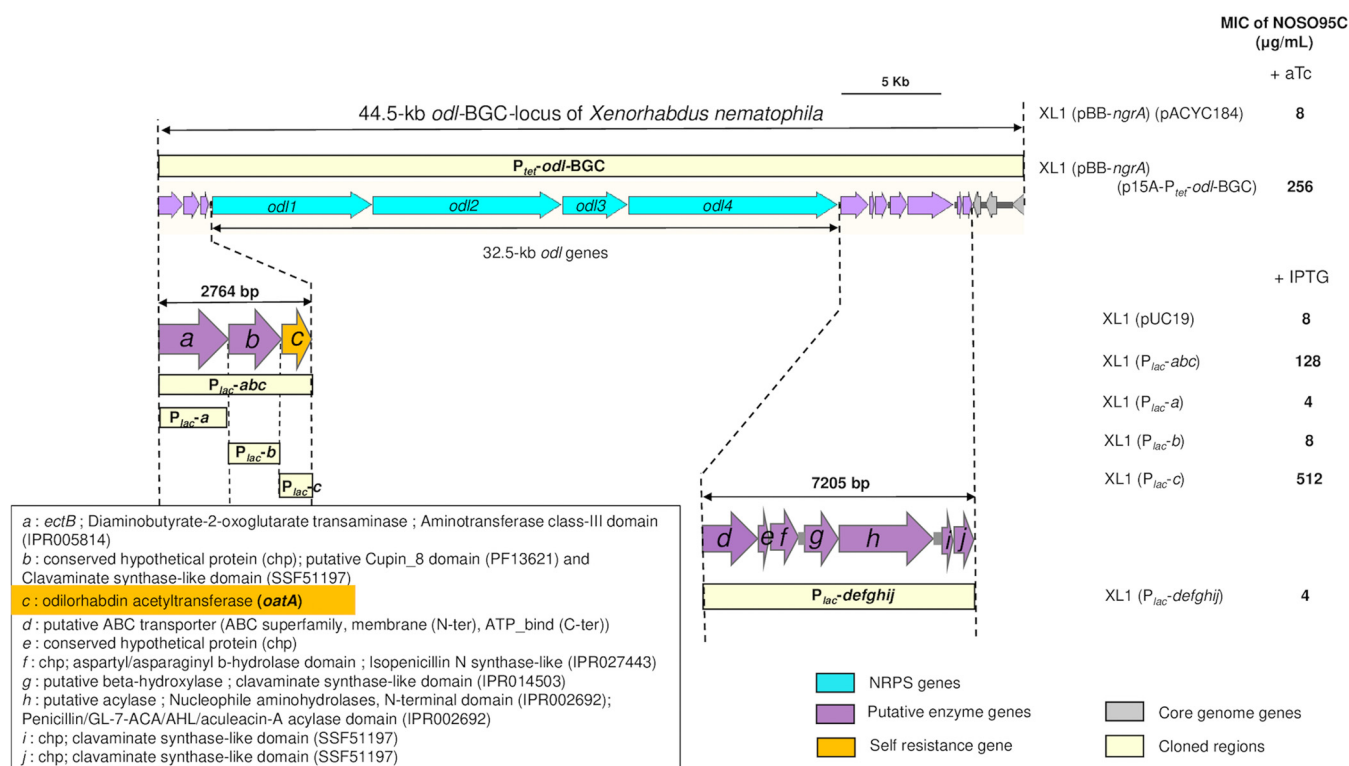 MIC of NOSO95C
(µg/mL)
+ aTc
5 Kb
44.5-kb odl-BGC-locus of Xenorhabdus nematophila
XL1 (pBB-ngrA) (pACYC184) 8
Ptet-odl-BGC
XL1 (pBB-ngrA)
(p15A-Ptet-odl-BGC) 256
odl1 odl2 odl3 odl4
32.5-kb odl genes
+ IPTG
2764 bp
XL1 (pUC19) 8
a b c
XL1 (Plac-abc) 128
Plac-abc
XL1 (Plac-a) 4
Plac-a
XL1 (Plac-b) 8
Plac-b
XL1 (Plac-c) 512
Plac-c
7205 bp
d e f g h i j
Plac-defghij
XL1 (Plac-defghij) 4
a : ectB ; Diaminobutyrate-2-oxoglutarate transaminase ; Aminotransferase class-III domain
(IPR005814)
b : conserved hypothetical protein (chp); putative Cupin_8 domain (PF13621) and
Clavaminate synthase-like domain (SSF51197)
c : odilorhabdin acetyltransferase (oatA)
d : putative ABC transporter (ABC superfamily, membrane (N-ter), ATP_bind (C-ter))
e : conserved hypothetical protein (chp)
f : chp; aspartyl/asparaginyl b-hydrolase domain ; Isopenicillin N synthase-like (IPR027443)
g : putative beta-hydroxylase ; clavaminate synthase-like domain (IPR014503)
h : putative acylase ; Nucleophile aminohydrolases, N-terminal domain (IPR002692);
Penicillin/GL-7-ACA/AHL/aculeacin-A acylase domain (IPR002692)
i : chp; clavaminate synthase-like domain (SSF51197)
j : chp; clavaminate synthase-like domain (SSF51197)
NRPS genes
Putative enzyme genes
Self resistance gene
Core genome genes
Cloned regions